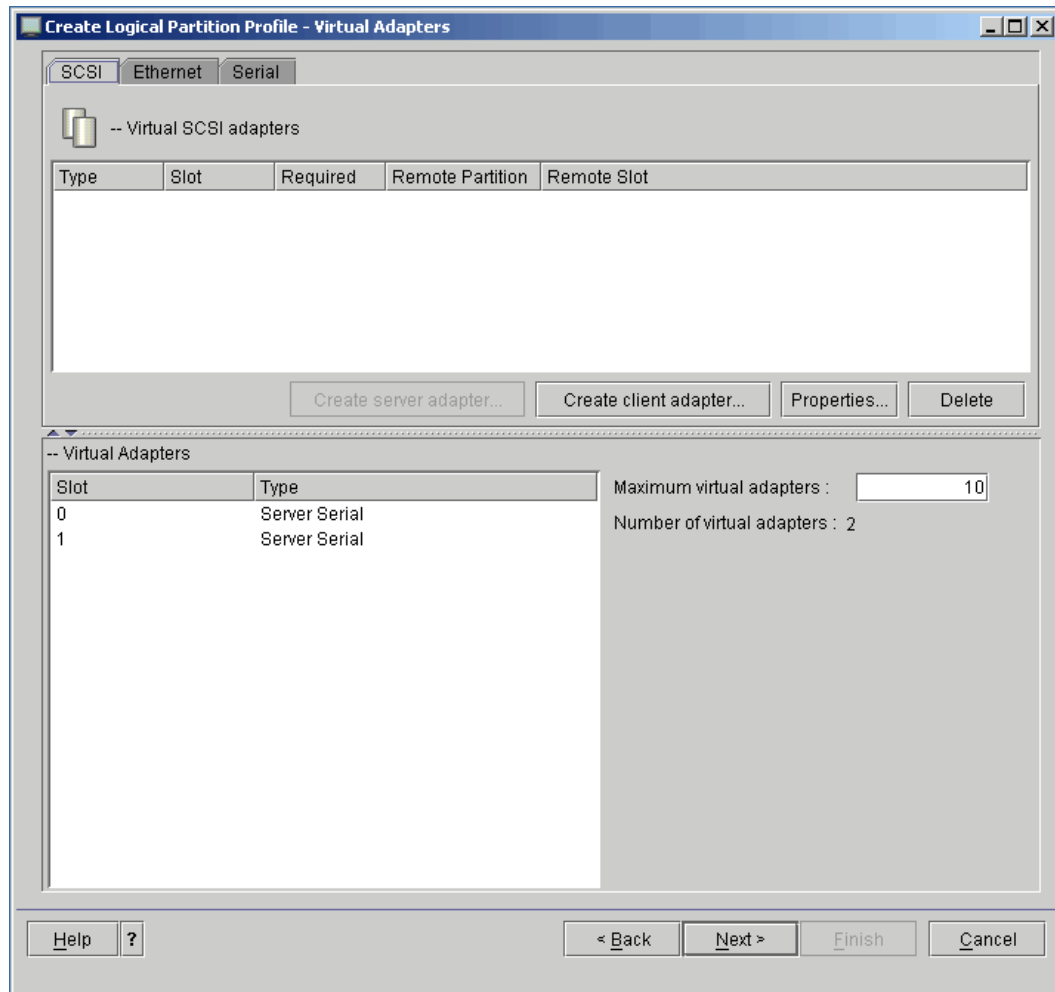 Create Logical Partition Profile - Virtual Adapters
SCSI Ethernet Serial
-- Virtual SCSI adapters
Type Slot Required Remote Partition Remote Slot
Create server adapter... Create client adapter... Properties... Delete
-- Virtual Adapters
Slot Type
0 Server Serial
1 Server Serial
Maximum virtual adapters : 10
Number of virtual adapters : 2
Help ? < Back Next > Finish Cancel